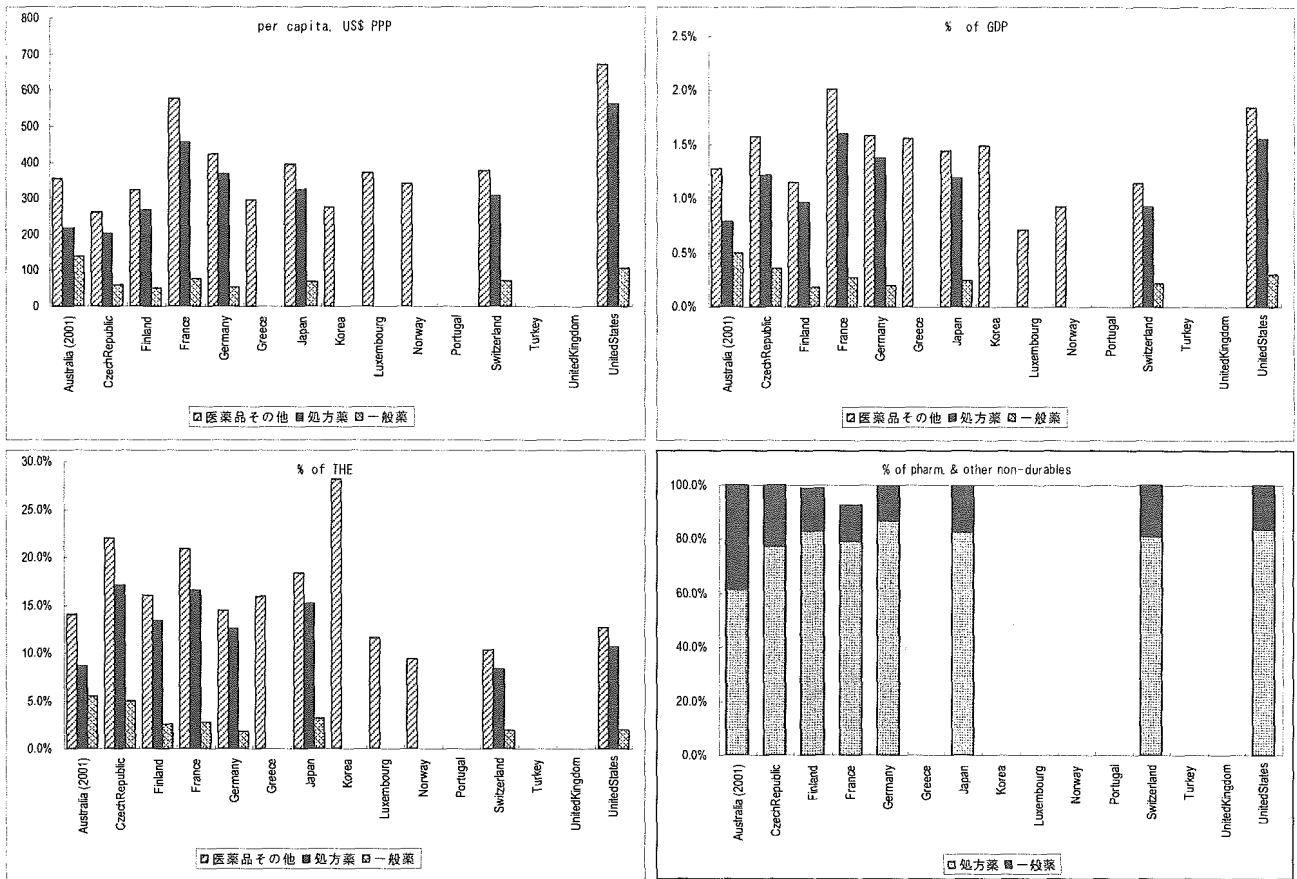 per capita, US$ PPP
800
700
600
500
400
300
200
100
0
Australia (2001)
CzechRepublic
Finland
France
Germany
Greece
Japan
Korea
Luxembourg
Norway
Portugal
Switzerland
Turkey
UnitedKingdom
UnitedStates
医薬品その他 処方薬 一般薬
% of GDP
2.5%
2.0%
1.5%
1.0%
0.5%
0.0%
Australia (2001)
CzechRepublic
Finland
France
Germany
Greece
Japan
Korea
Luxembourg
Norway
Portugal
Switzerland
Turkey
UnitedKingdom
UnitedStates
医薬品その他 処方薬 一般薬
% of THE
30.0%
25.0%
20.0%
15.0%
10.0%
5.0%
0.0%
Australia (2001)
CzechRepublic
Finland
France
Germany
Greece
Japan
Korea
Luxembourg
Norway
Portugal
Switzerland
Turkey
UnitedKingdom
UnitedStates
医薬品その他 処方薬 一般薬
% of pharm. & other non-durables
100.0%
80.0%
60.0%
40.0%
20.0%
0.0%
Australia (2001)
CzechRepublic
Finland
France
Germany
Greece
Japan
Korea
Luxembourg
Norway
Portugal
Switzerland
Turkey
UnitedKingdom
UnitedStates
処方薬 一般薬